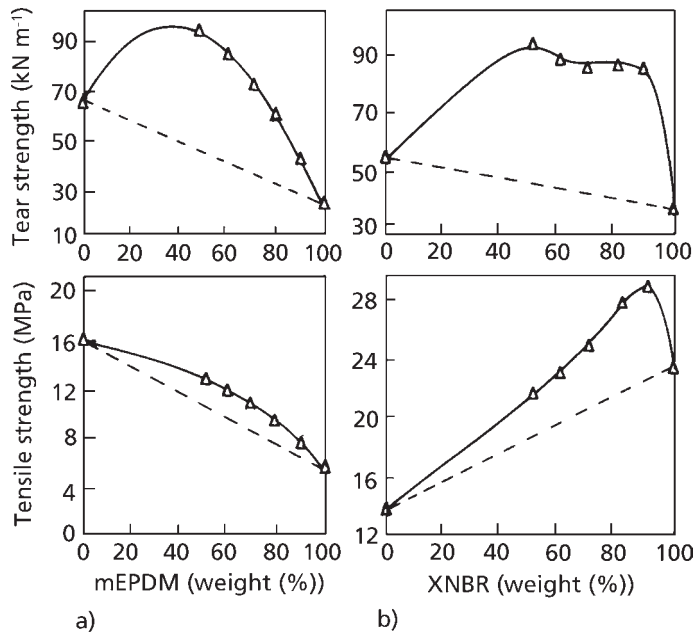 Tear strength (kN m⁻¹)
90
70
50
30
10
0 20 40 60 80 100
110
90
70
50
30
0 20 40 60 80 100
Tensile strength (MPa)
20
16
12
8
4
0
0 20 40 60 80 100
mEPDM (weight (%))
a)
28
24
20
16
12
0 20 40 60 80 100
XNBR (weight (%))
b)